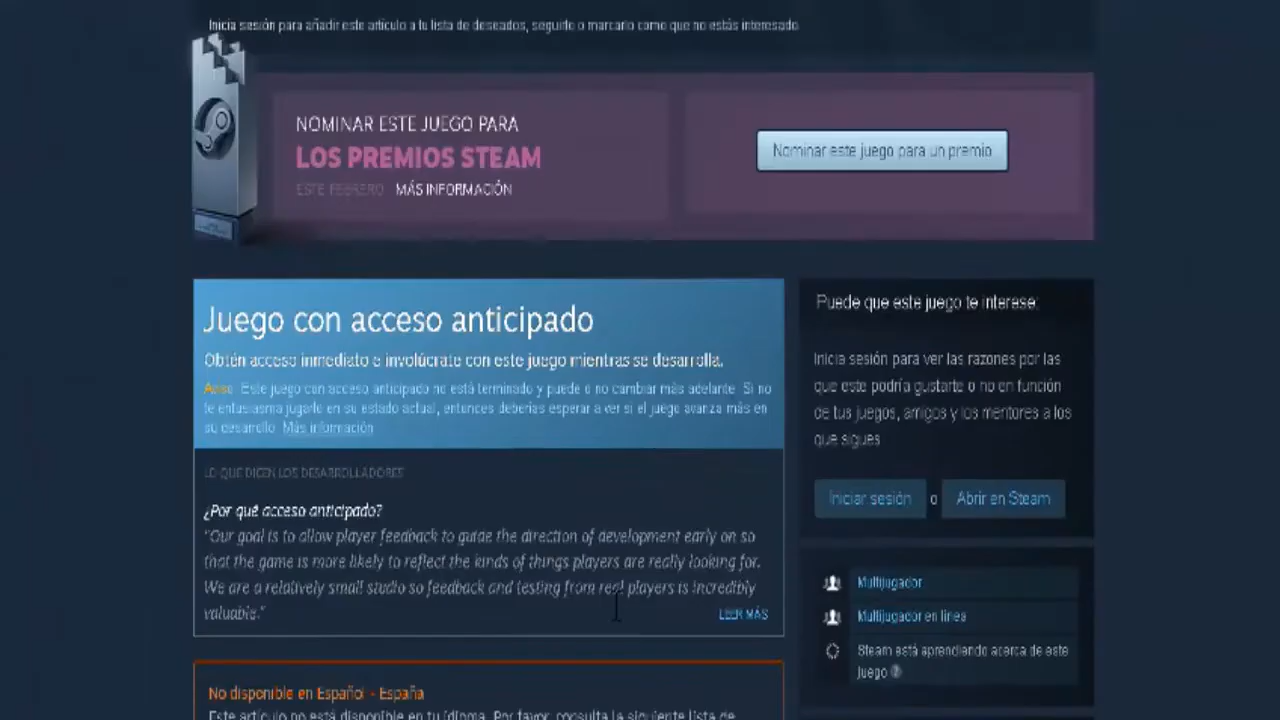 Inicia sesión para añadir este artículo a tu lista de deseados, seguirlo o marcarlo como que no estás interesado
NOMINAR ESTE JUEGO PARA
LOS PREMIOS STEAM
ESTE FEBRERO MÁS INFORMACIÓN
Nominar este juego para un premio
Juego con acceso anticipado
Obtén acceso inmediato e involúcrate con este juego mientras se desarrolla.
Aviso: Este juego con acceso anticipado no está terminado y puede o no cambiar más adelante. Si no
te entusiasma jugarlo en su estado actual, entonces deberías esperar a ver si el juego avanza más en
su desarrollo. Más información
LO QUE DICEN LOS DESARROLLADORES:
¿Por qué acceso anticipado?
"Our goal is to allow player feedback to guide the direction of development early on so
that the game is more likely to reflect the kinds of things players are really looking for.
We are a relatively small studio so feedback and testing from real players is incredibly
valuable."
LEER MÁS
No disponible en Español - España
Este artículo no está disponible en tu idioma. Por favor, consulta la siguiente lista de
Puede que este juego te interese:
Inicia sesión para ver las razones por las
que este podría gustarte o no en función
de tus juegos, amigos y los mentores a los
que sigues
Iniciar sesión o Abrir en Steam
Multijugador
Multijugador en línea
Steam está aprendiendo acerca de este
juego ?